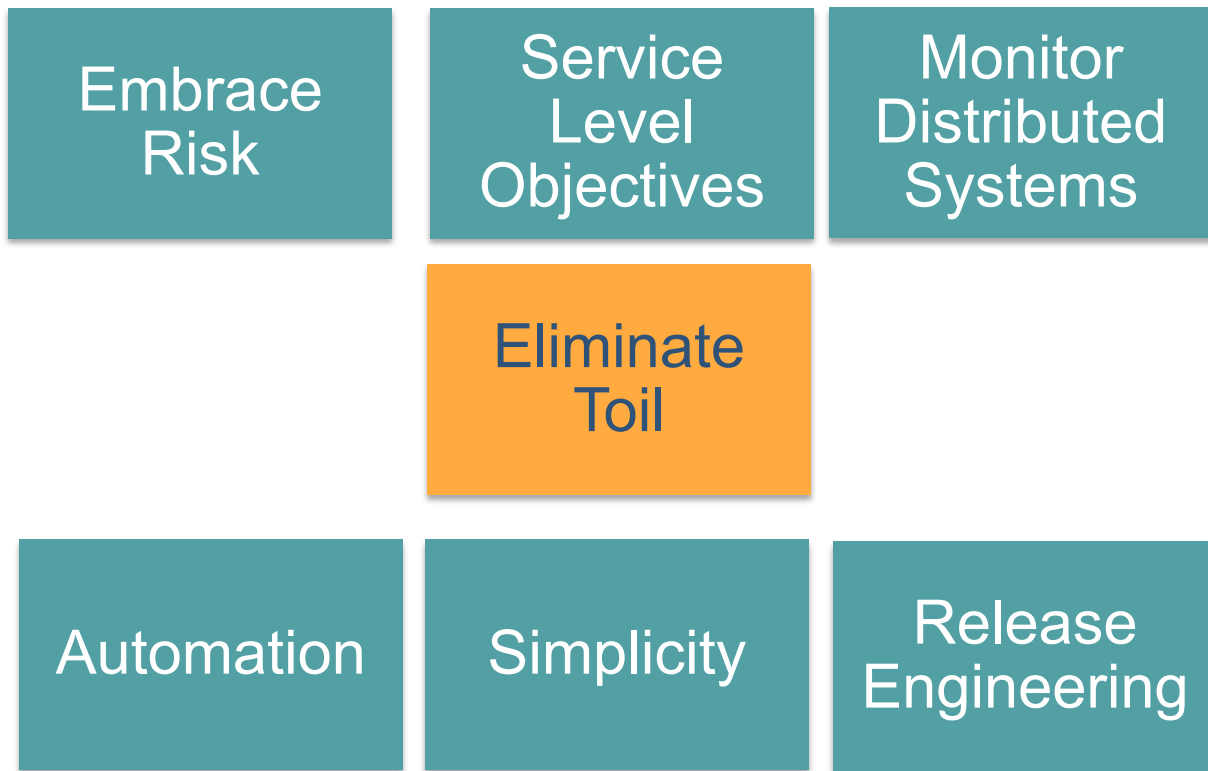 Embrace
Risk
Service
Level
Objectives
Monitor
Distributed
Systems
Eliminate
Toil
Automation
Simplicity
Release
Engineering